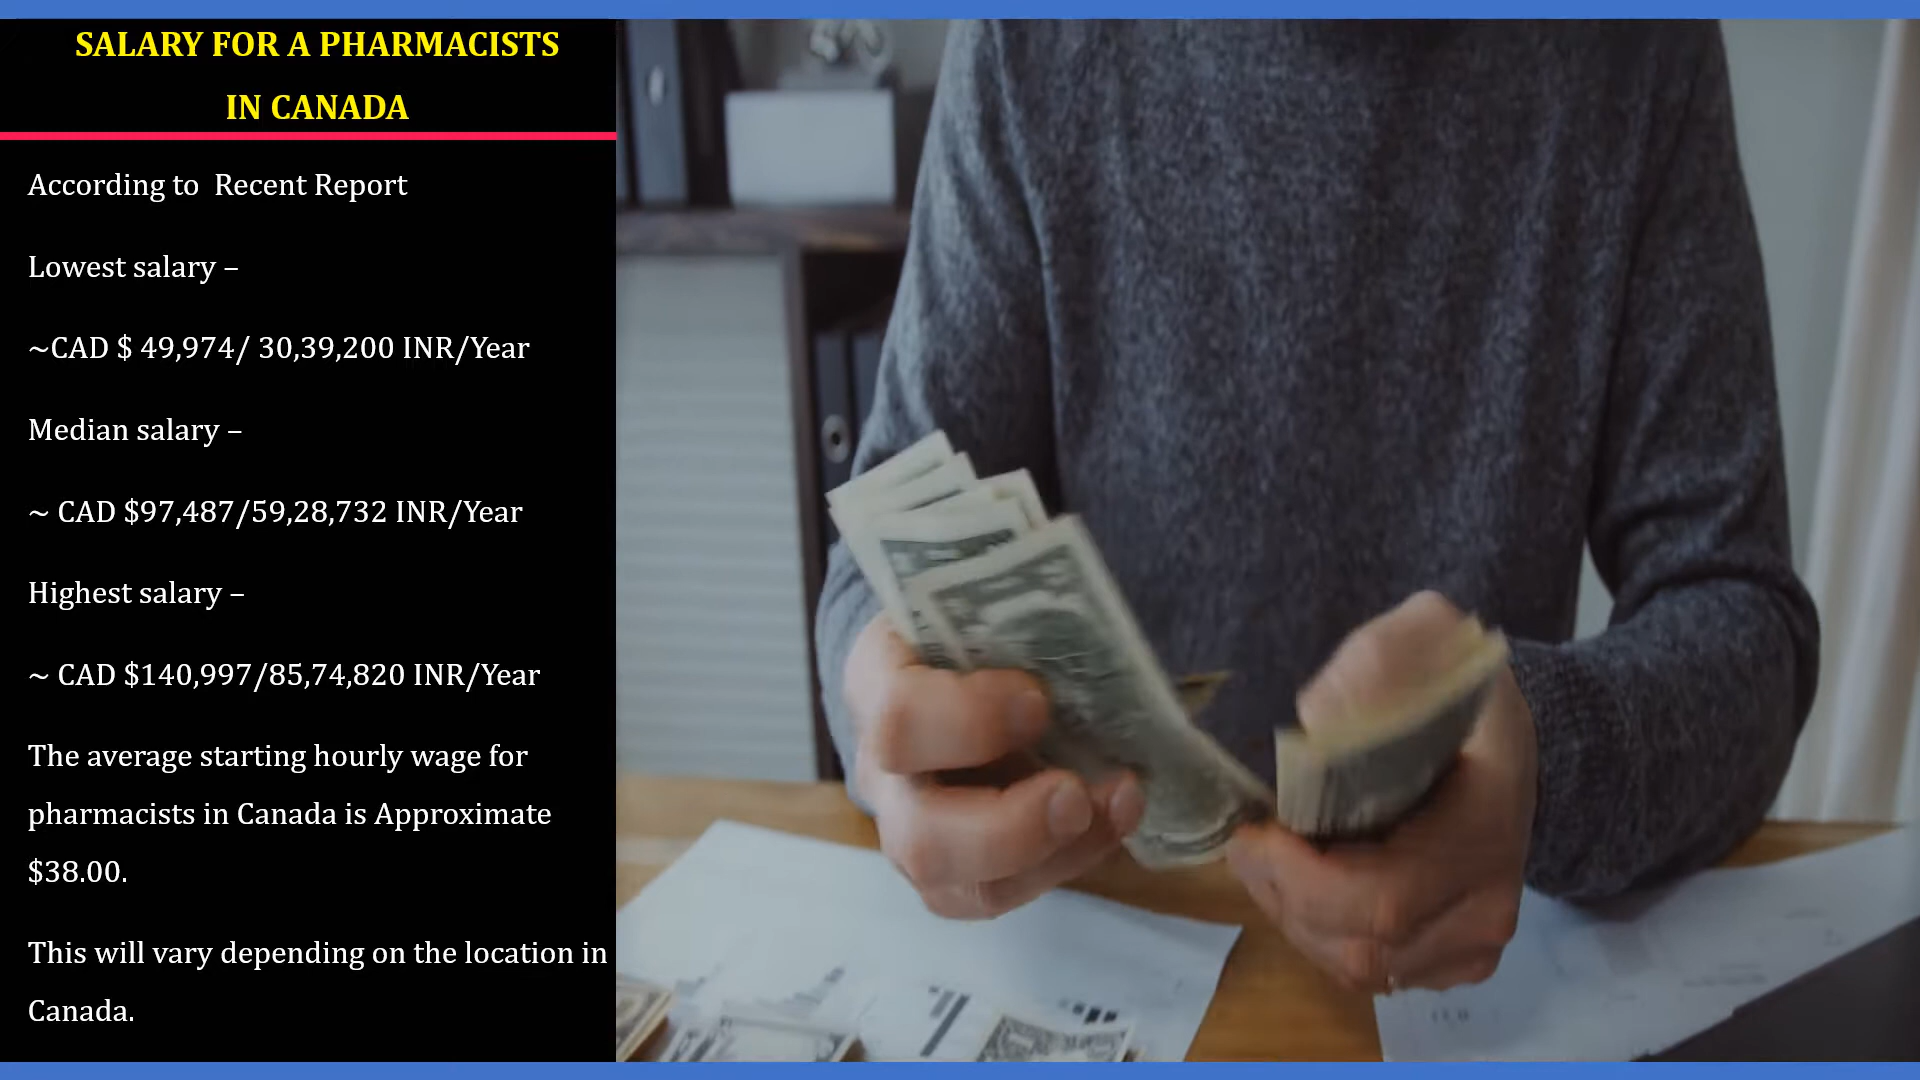 SALARY FOR A PHARMACISTS
IN CANADA
According to  Recent Report
Lowest salary –
~CAD $ 49,974/ 30,39,200 INR/Year
Median salary –
~ CAD $97,487/59,28,732 INR/Year
Highest salary –
~ CAD $140,997/85,74,820 INR/Year
The average starting hourly wage for
pharmacists in Canada is Approximate
$38.00.
This will vary depending on the location in
Canada.